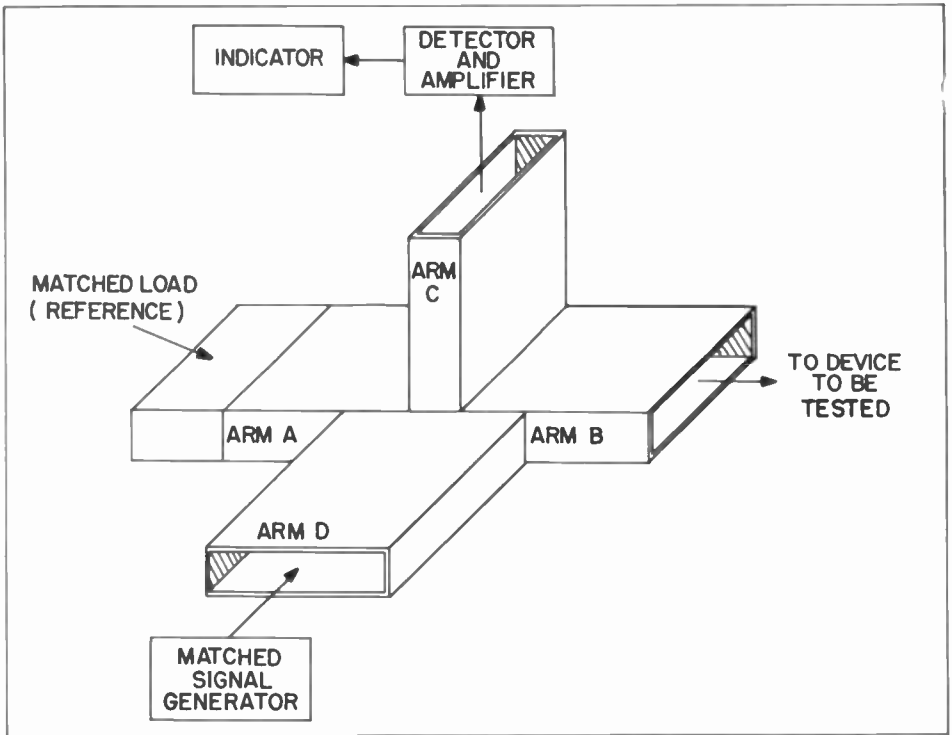 INDICATOR
DETECTOR
AND
AMPLIFIER
ARM
C
MATCHED LOAD
( REFERENCE )
TO DEVICE
TO BE
TESTED
ARM A
ARM B
ARM D
MATCHED
SIGNAL
GENERATOR